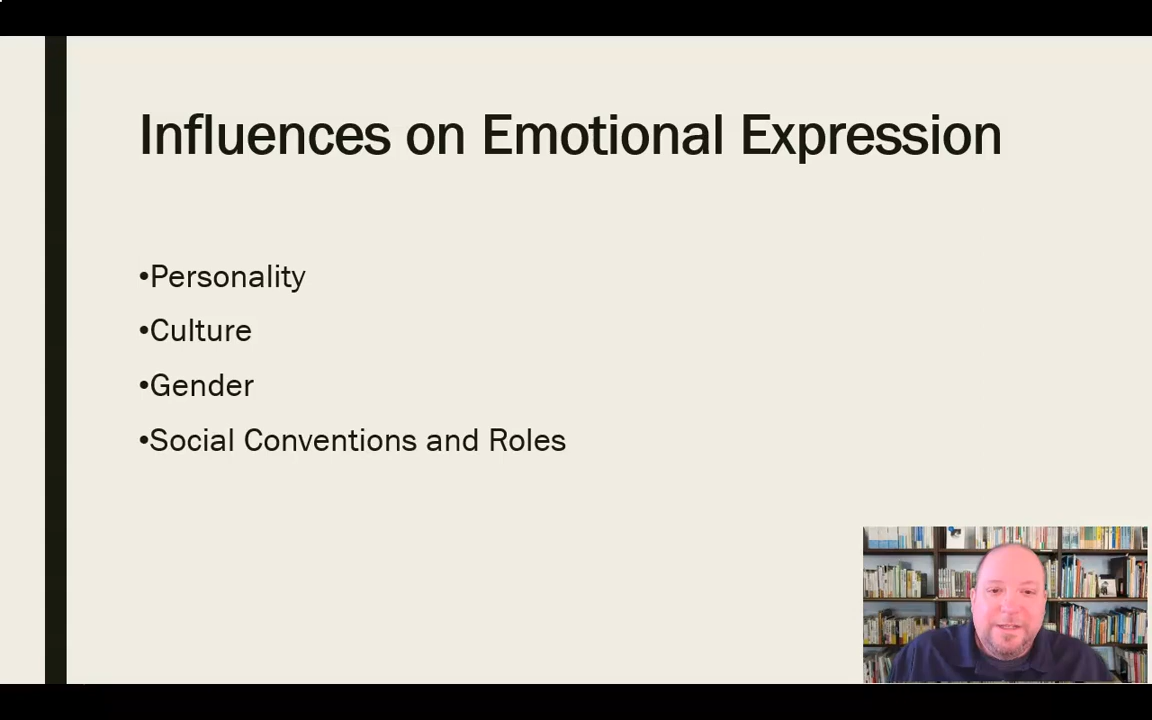 Influences on Emotional Expression
•Personality
•Culture
•Gender
•Social Conventions and Roles